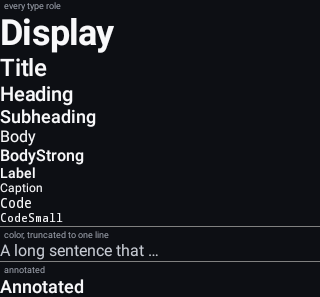 every type role
Display
Title
Heading
Subheading
Body
BodyStrong
Label
Caption
Code
CodeSmall
color, truncated to one line
A long sentence that …
annotated
Annotated